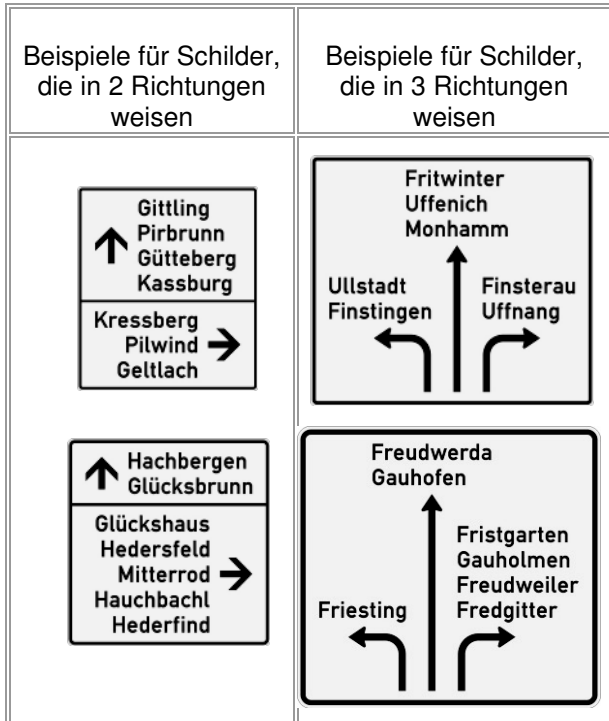 Beispiele für Schilder,
die in 2 Richtungen
weisen
Beispiele für Schilder,
die in 3 Richtungen
weisen
Gittling
Pirbrunn
Gütteberg
Kassburg
Kressberg
Pilwind
Geltlach
Fritwinter
Uffenich
Monhamm
Ullstadt
Finstingen
Finsterau
Uffnang
Hachbergen
Glücksbrunn
Glückshaus
Hedersfeld
Mitterrod
Hauchbachl
Hederfind
Freudwerda
Gauhofen
Friesting
Fristgarten
Gauholmen
Freudweiler
Fredgitter